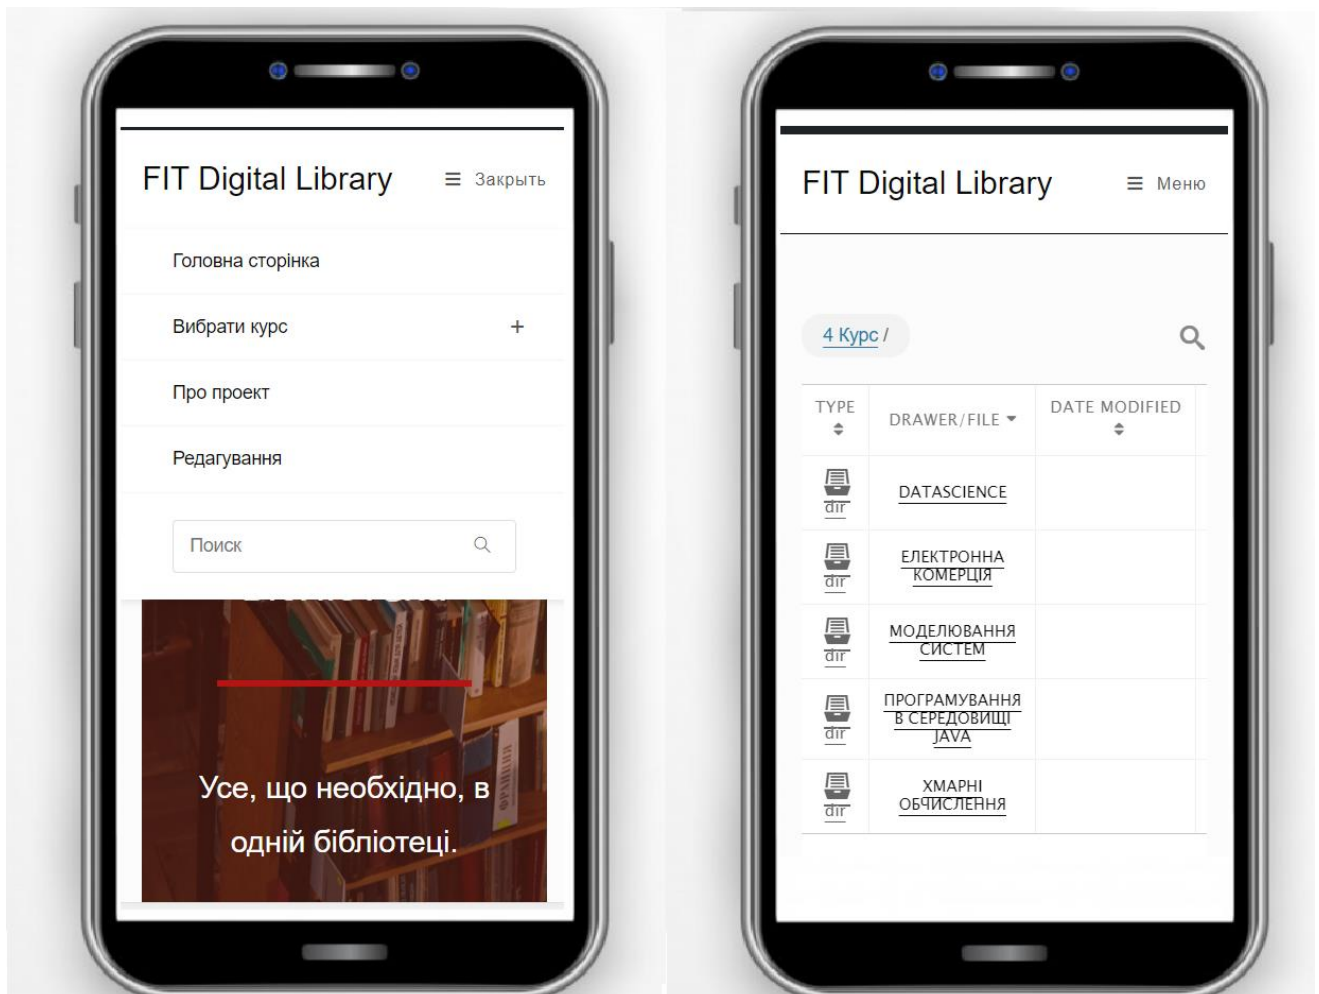 FIT Digital Library
☰ Закрыть
Головна сторінка
Вибрати курс +
Про проект
Редагування
Поиск
Усе, що необхідно, в
одній бібліотеці.
FIT Digital Library
☰ Меню
4 Курс /
TYPE
DRAWER/FILE
DATE MODIFIED
dir
DATASCIENCE
dir
ЕЛЕКТРОННА
КОМЕРЦІЯ
dir
МОДЕЛЮВАННЯ
СИСТЕМ
dir
ПРОГРАМУВАННЯ
В СЕРЕДОВИЩІ
JAVA
dir
ХМАРНІ
ОБЧИСЛЕННЯ